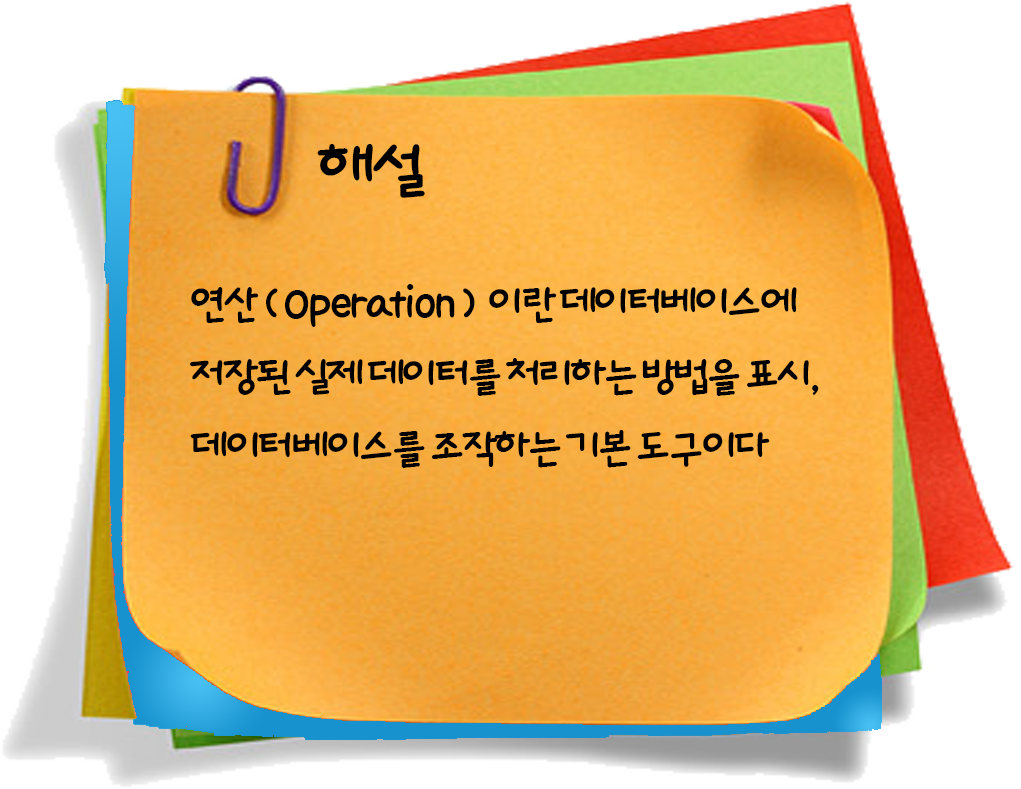 해설
연산 ( Operation ) 이란 데이터베이스에
저장된 실제 데이터를 처리하는 방법을 표시,
데이터베이스를 조작하는 기본 도구이다